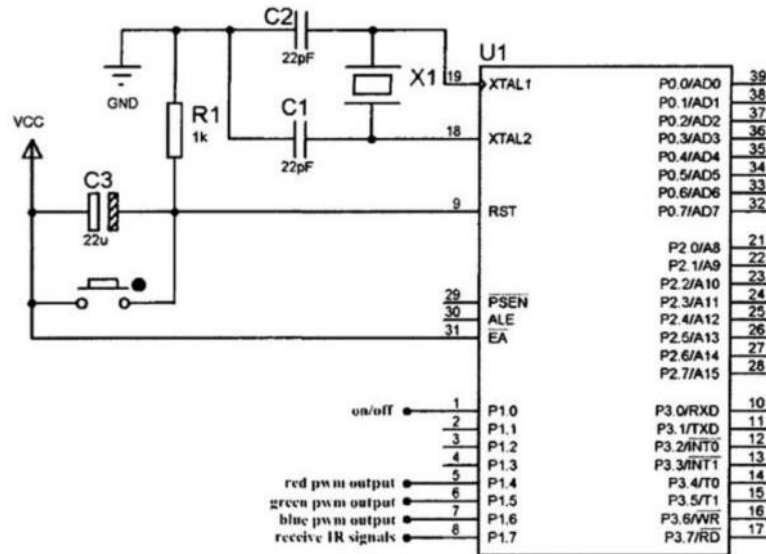 C2
22pF
U1
X1
19
XTAL1
P0.0/AD0
39
P0.1/AD1
38
GND
P0.2/AD2
37
R1
1k
C1
22pF
18
XTAL2
P0.3/AD3
36
P0.4/AD4
35
P0.5/AD5
34
P0.6/AD6
33
P0.7/AD7
32
VCC
C3
22u
9
RST
P2.0/A8
21
P2.1/A9
22
P2.2/A10
23
29
PSEN
P2.3/A11
24
30
ALE
P2.4/A12
25
31
EA
P2.5/A13
26
P2.6/A14
27
P2.7/A15
28
on/off
1
P1.0
P3.0/RXD
10
2
P1.1
P3.1/TXD
11
3
P1.2
P3.2/INT0
12
4
P1.3
P3.3/INT1
13
red pwm output
5
P1.4
P3.4/T0
14
green pwm output
6
P1.5
P3.5/T1
15
blue pwm output
7
P1.6
P3.6/WR
16
receive IR signals
8
P1.7
P3.7/RD
17